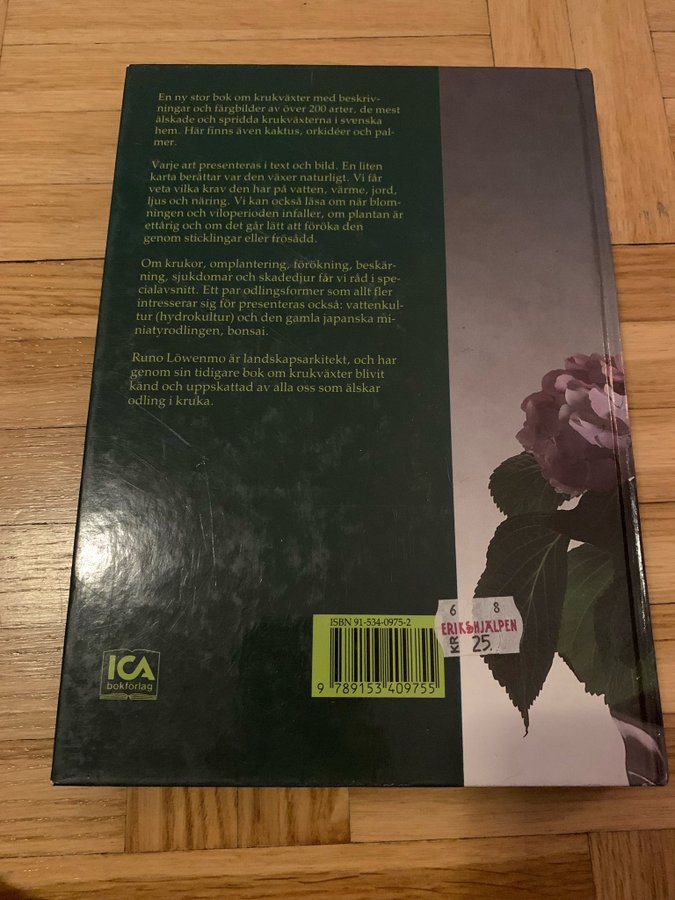 En ny stor bok om krukväxter med beskriv-
ningar och färgbilder av över 200 arter, de mest
älskade och spridda krukväxterna i svenska
hem. Här finns även kaktus, orkidéer och pal-
mer.
Varje art presenteras i text och bild. En liten
karta berättar var den växer naturligt. Vi får
veta vilka krav den har på vatten, värme, jord,
ljus och näring. Vi kan också läsa om när blom-
ningen och viloperioden infaller, om plantan är
ettårig och om det går lätt att föröka den
genom sticklingar eller frösådd.
Om krukor, omplantering, förökning, beskär-
ning, sjukdomar och skadedjur får vi råd i spe-
cialavsnitt. Ett par odlingsformer som allt fler
intresserar sig för presenteras också: vattenkul-
tur (hydrokultur) och den gamla japanska mi-
niatyrodlingen, bonsai.
Runo Löwenmo är landskapsarkitekt, och har
genom sin tidigare bok om krukväxter blivit
känd och uppskattad av alla oss som älskar
odling i kruka.
ISBN 91-534-0975-2
9 789153 409755
6 8
ERIKSHJÄLPEN
KR 25.
ICA
bokförlag